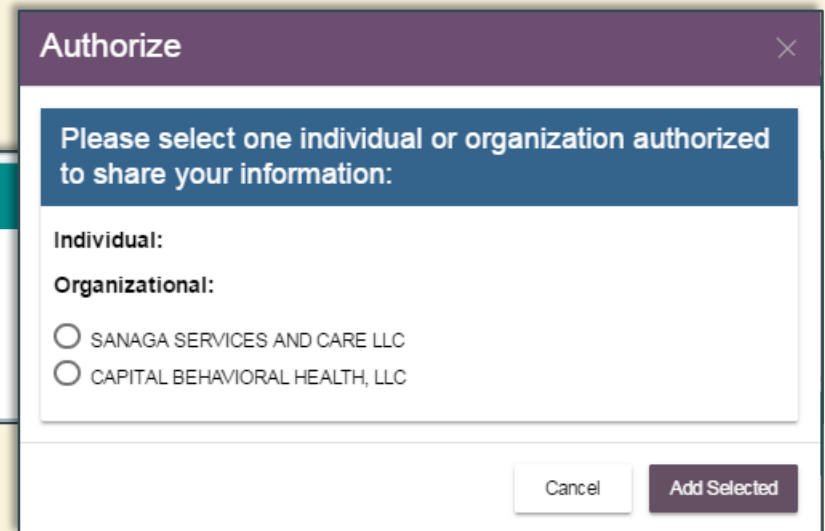 Authorize
Please select one individual or organization authorized
to share your information:
Individual:
Organizational:
SANAGA SERVICES AND CARE LLC
CAPITAL BEHAVIORAL HEALTH, LLC
Cancel
Add Selected